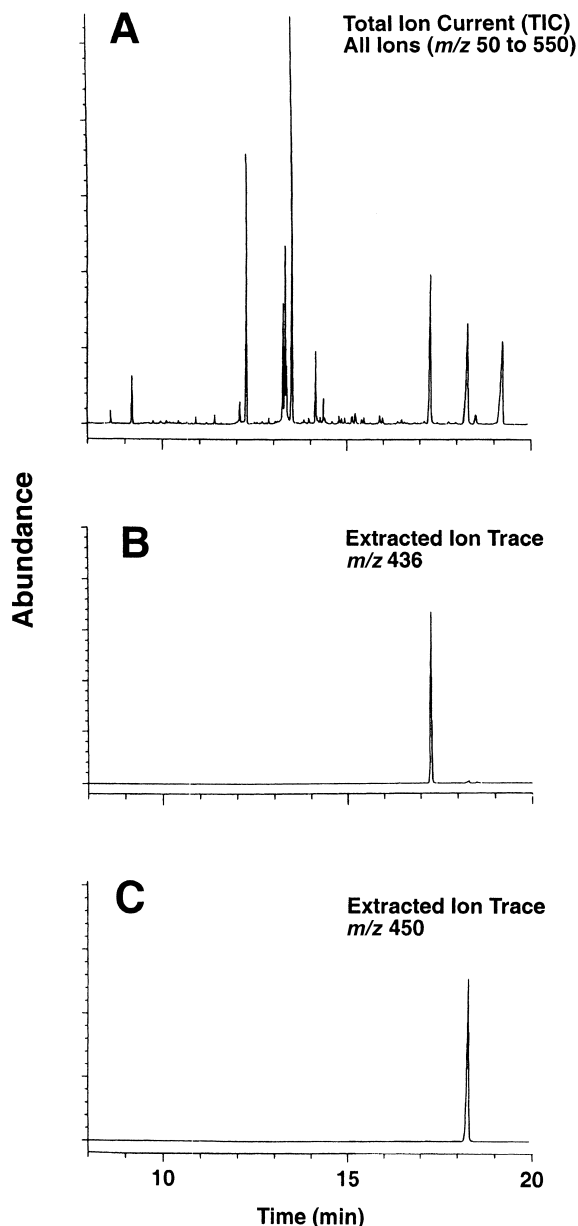 A
Total Ion Current (TIC)
All Ions (m/z 50 to 550)
Abundance
B
Extracted Ion Trace
m/z 436
C
Extracted Ion Trace
m/z 450
10
15
20
Time (min)